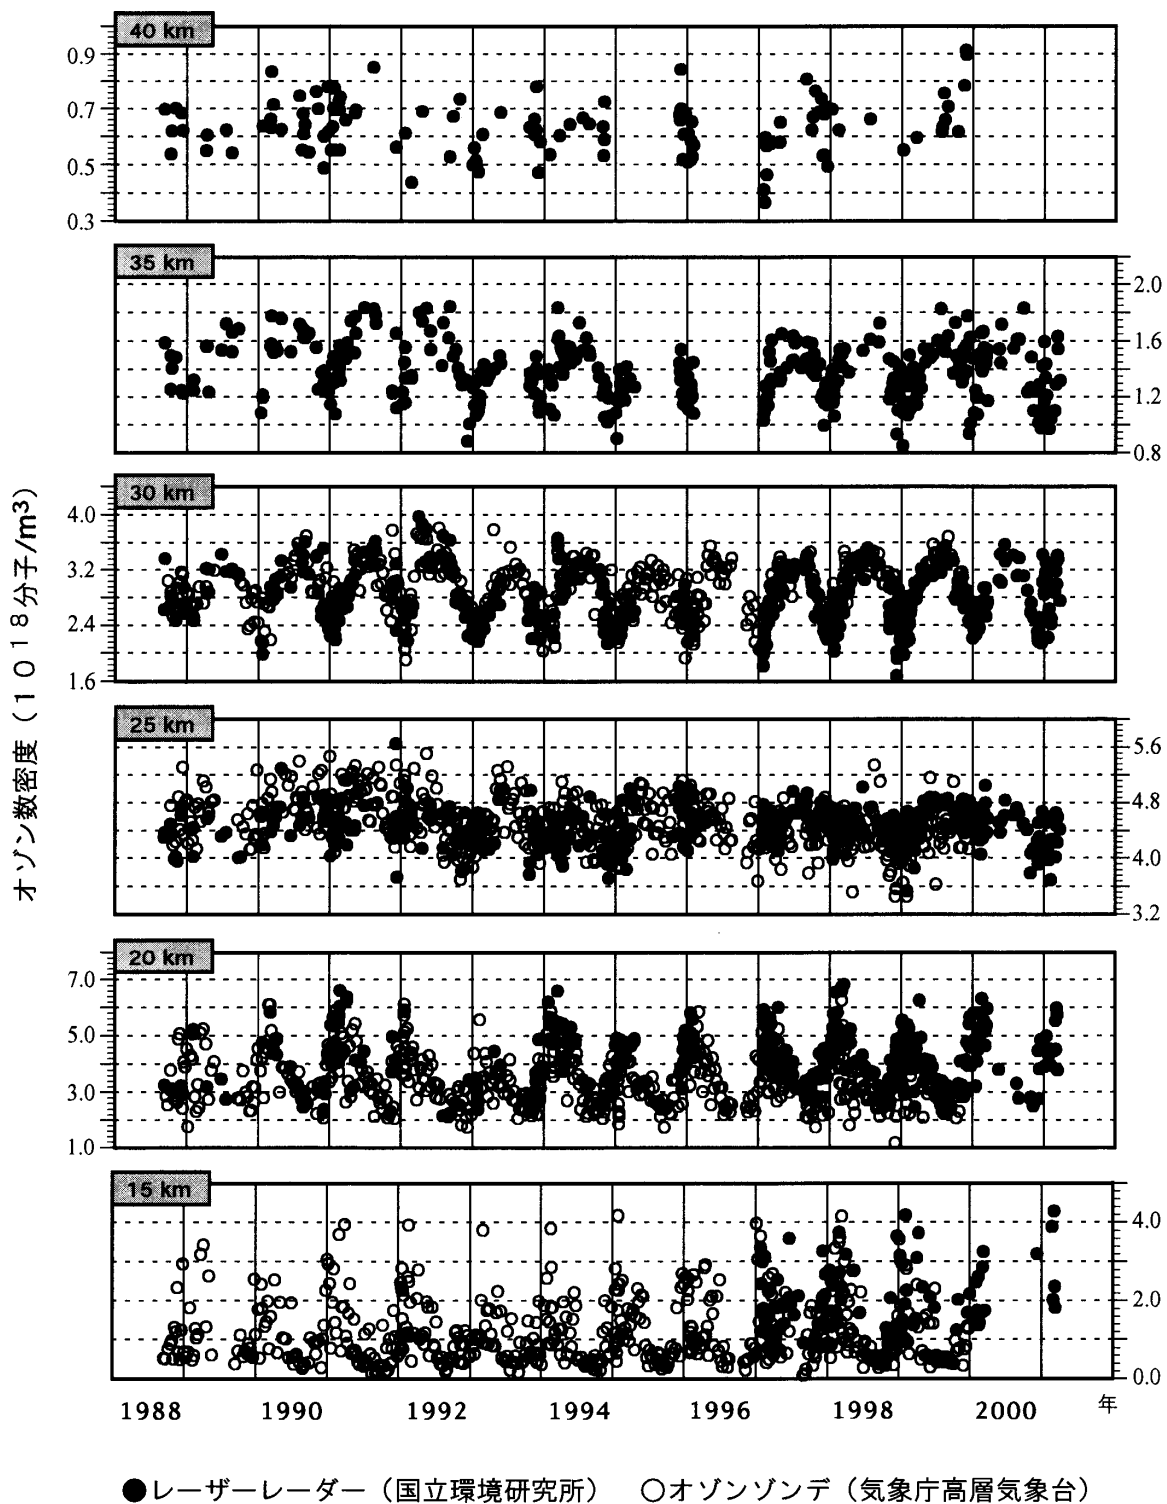 40 km
0.9
0.7
0.5
0.3
35 km
2.0
1.6
1.2
0.8
30 km
4.0
3.2
2.4
1.6
オゾン数密度（１０¹⁸分子/m³）
25 km
5.6
4.8
4.0
3.2
20 km
7.0
5.0
3.0
1.0
15 km
4.0
2.0
0.0
1988 1990 1992 1994 1996 1998 2000 年
●レーザーレーダー（国立環境研究所） ○オゾンゾンデ（気象庁高層気象台）